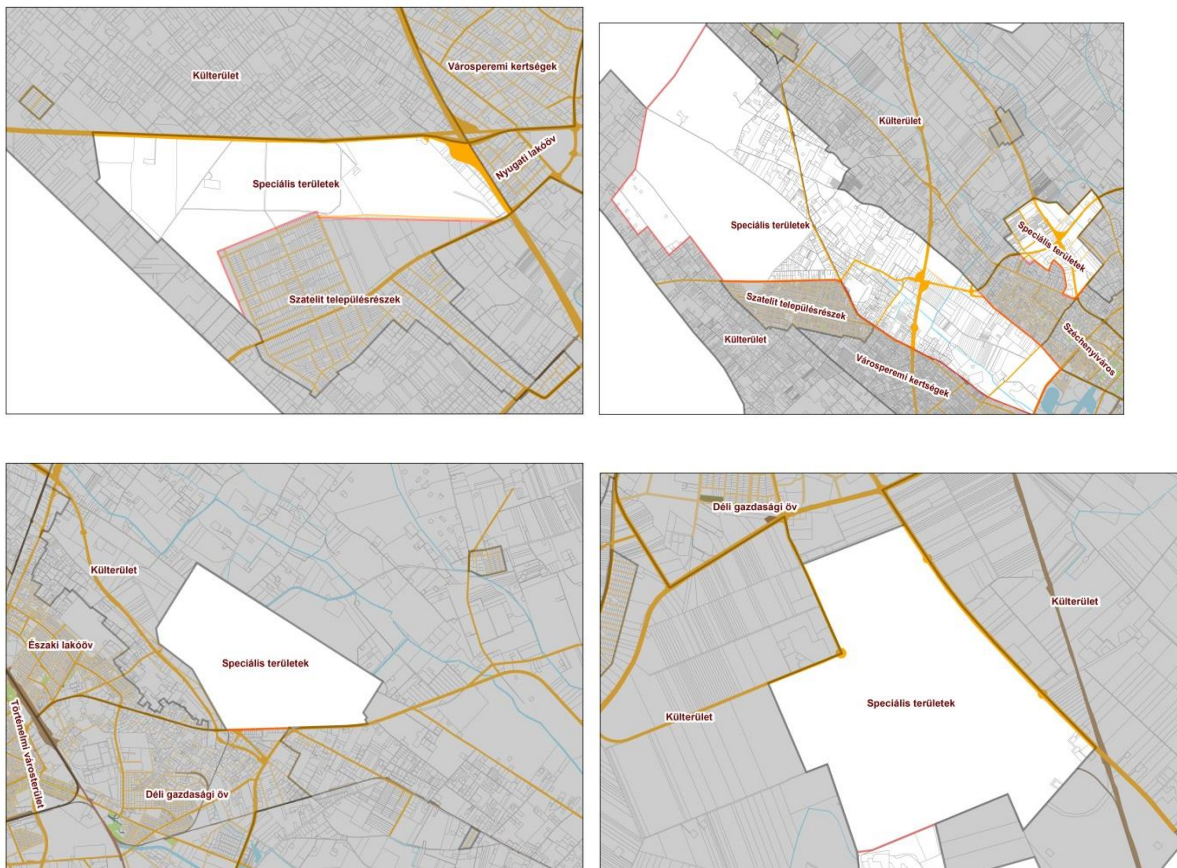 Külterület
Városperemi kertségek
Nyugati lakóöv
Speciális területek
Szatelit településrészek
Külterület
Speciális területek
Speciális területek
Szatelit településrészek
Külterület
Városperemi kertségek
Széchenyiváros
Külterület
Északi lakóöv
Speciális területek
Történelmi városterület
Déli gazdasági öv
Déli gazdasági öv
Külterület
Speciális területek
Külterület